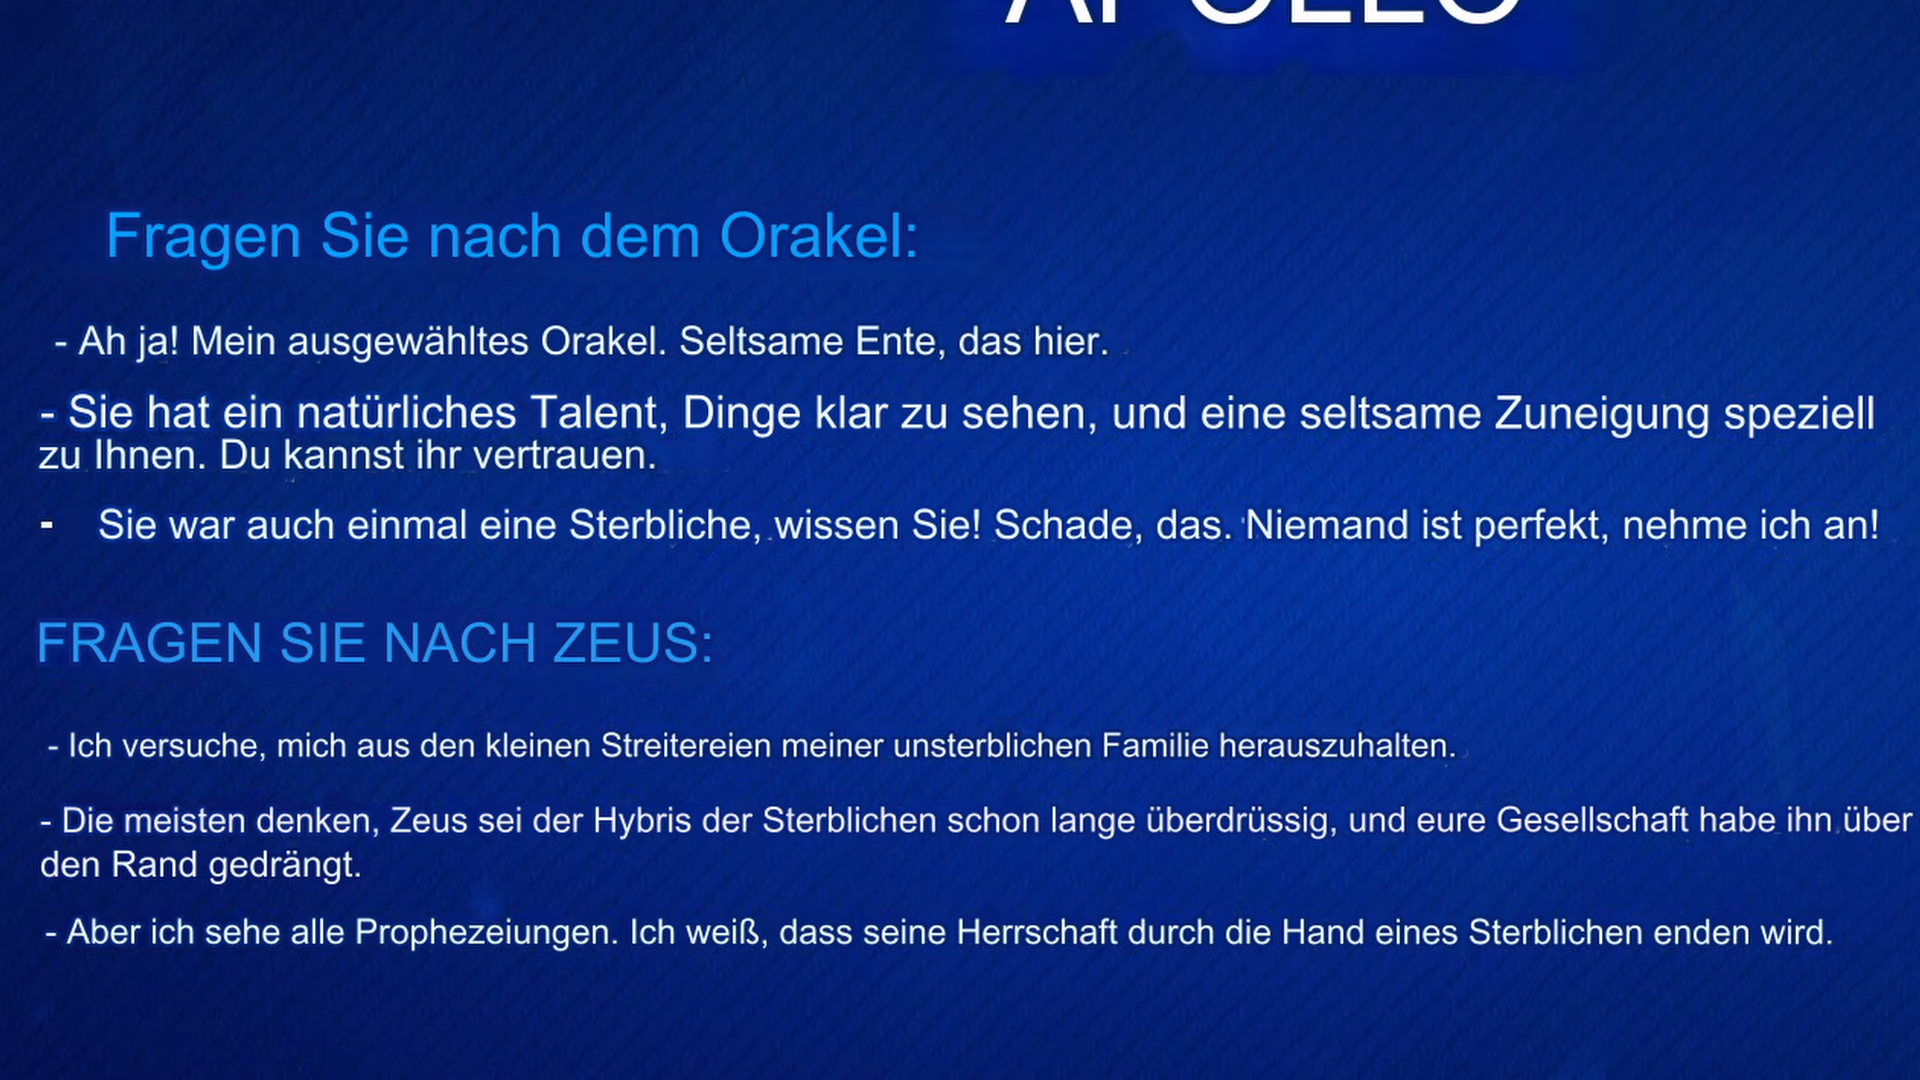 APOLLO
Fragen Sie nach dem Orakel:
- Ah ja! Mein ausgewähltes Orakel. Seltsame Ente, das hier.
- Sie hat ein natürliches Talent, Dinge klar zu sehen, und eine seltsame Zuneigung speziell
zu Ihnen. Du kannst ihr vertrauen.
- Sie war auch einmal eine Sterbliche, wissen Sie! Schade, das. Niemand ist perfekt, nehme ich an!
FRAGEN SIE NACH ZEUS:
- Ich versuche, mich aus den kleinen Streitereien meiner unsterblichen Familie herauszuhalten.
- Die meisten denken, Zeus sei der Hybris der Sterblichen schon lange überdrüssig, und eure Gesellschaft habe ihn über
den Rand gedrängt.
- Aber ich sehe alle Prophezeiungen. Ich weiß, dass seine Herrschaft durch die Hand eines Sterblichen enden wird.